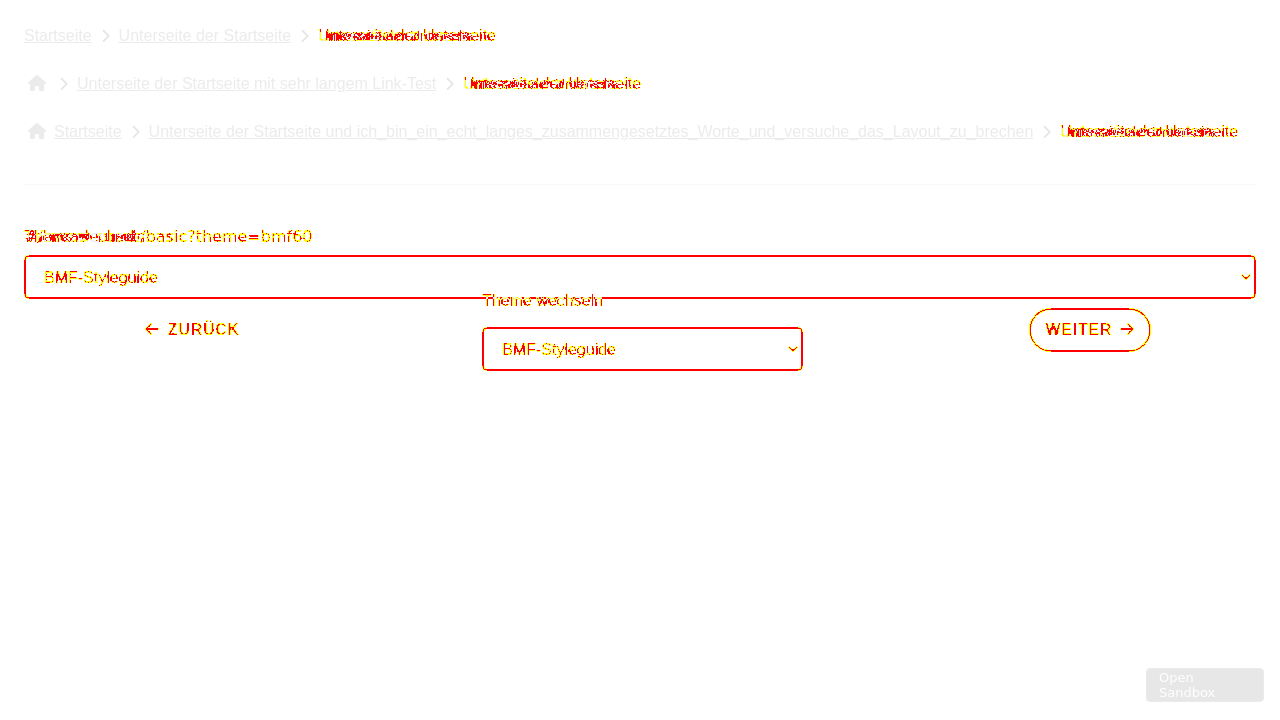 Startseite Unterseite der Startseite Unterseite der Unterseite
Unterseite der Startseite mit sehr langem Link-Test Unterseite der Unterseite
Startseite Unterseite der Startseite und ich_bin_ein_echt_langes_zusammengesetztes_Worte_und_versuche_das_Layout_zu_brechen Unterseite der Unterseite
/basic?theme=bmf60
BMF-Styleguide
Theme wechseln
← ZURÜCK
BMF-Styleguide
WEITER →
Open
Sandbox